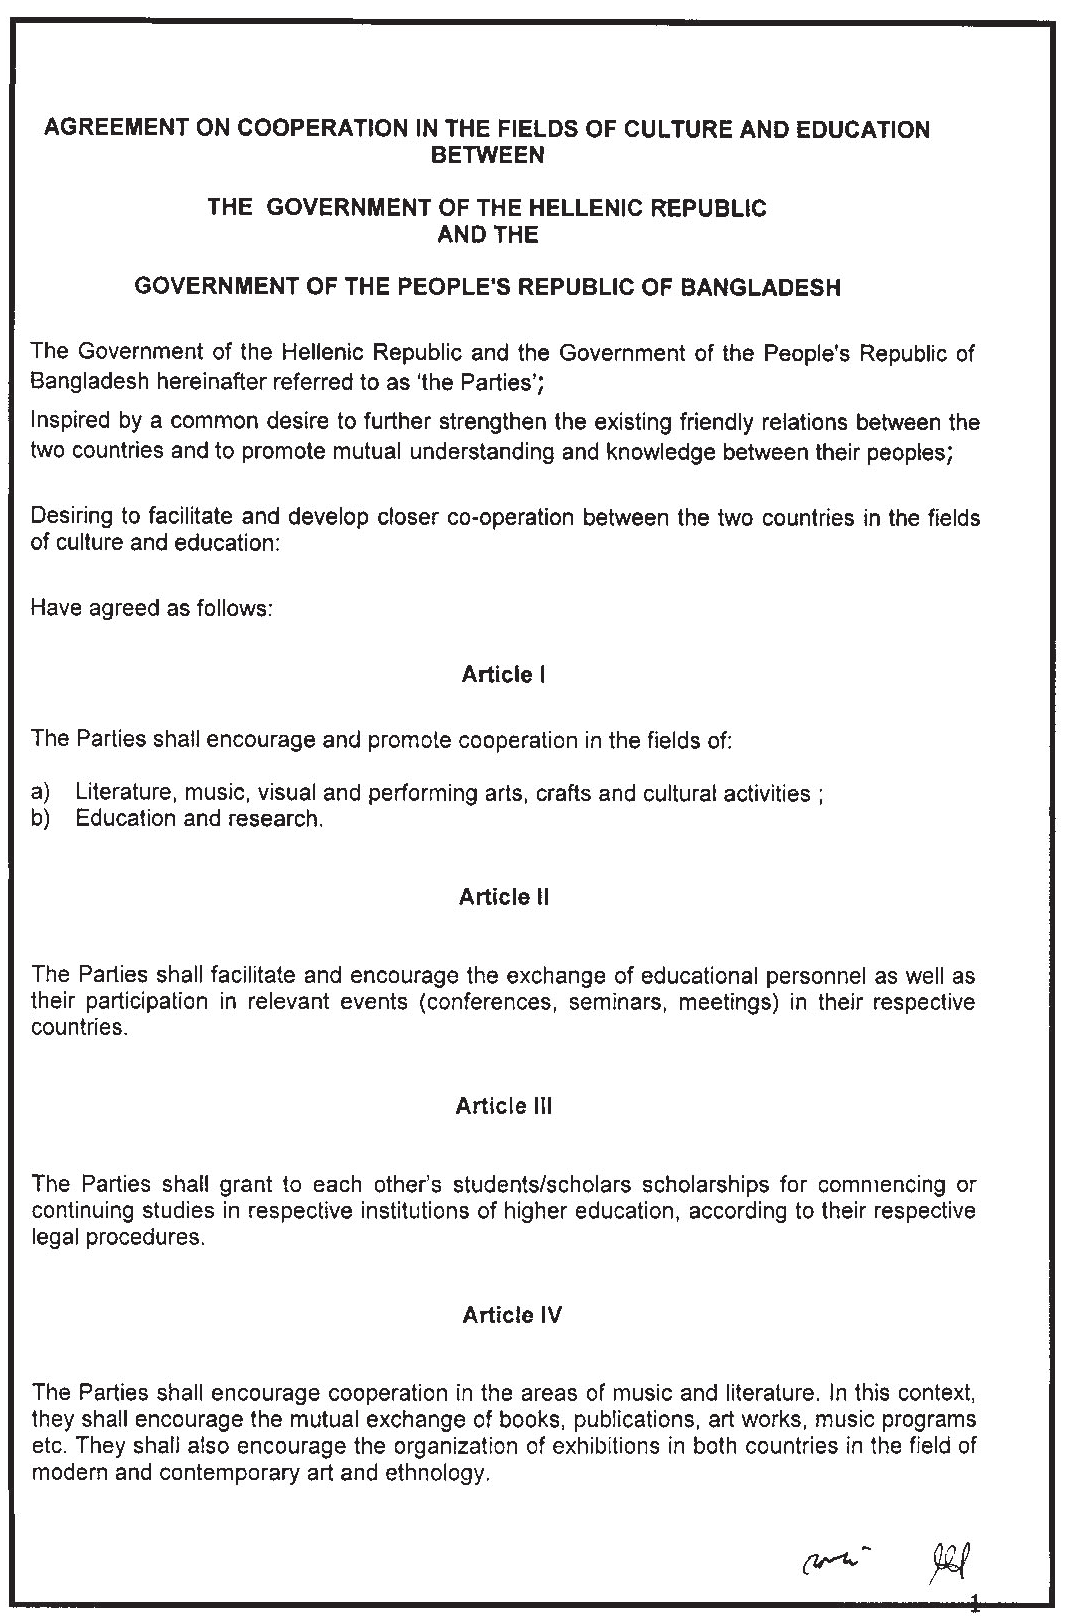 AGREEMENT ON COOPERATION IN THE FIELDS OF CULTURE AND EDUCATION
BETWEEN
THE GOVERNMENT OF THE HELLENIC REPUBLIC
AND THE
GOVERNMENT OF THE PEOPLE'S REPUBLIC OF BANGLADESH
The Government of the Hellenic Republic and the Government of the People's Republic of
Bangladesh hereinafter referred to as 'the Parties';
Inspired by a common desire to further strengthen the existing friendly relations between the
two countries and to promote mutual understanding and knowledge between their peoples;
Desiring to facilitate and develop closer co-operation between the two countries in the fields
of culture and education:
Have agreed as follows:
Article I
The Parties shall encourage and promote cooperation in the fields of:
a) Literature, music, visual and performing arts, crafts and cultural activities ;
b) Education and research.
Article II
The Parties shall facilitate and encourage the exchange of educational personnel as well as
their participation in relevant events (conferences, seminars, meetings) in their respective
countries.
Article III
The Parties shall grant to each other's students/scholars scholarships for commencing or
continuing studies in respective institutions of higher education, according to their respective
legal procedures.
Article IV
The Parties shall encourage cooperation in the areas of music and literature. In this context,
they shall encourage the mutual exchange of books, publications, art works, music programs
etc. They shall also encourage the organization of exhibitions in both countries in the field of
modern and contemporary art and ethnology.
1